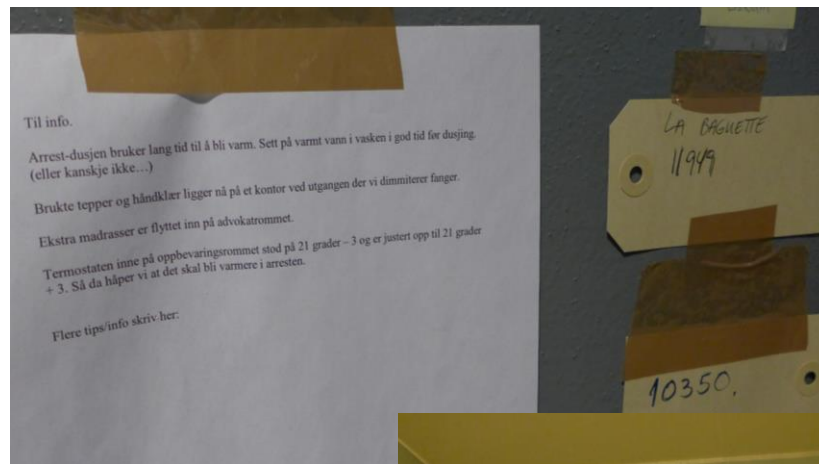 Til info.
Arrest-dusjen bruker lang tid til å bli varm. Sett på varmt vann i vasken i god tid før dusjing.
(eller kanskje ikke…)
Brukte tepper og håndklær ligger nå på et kontor ved utgangen der vi dimmiterer fanger.
Ekstra madrasser er flyttet inn på advokatrommet.
Termostaten inne på oppbevaringsrommet stod på 21 grader – 3 og er justert opp til 21 grader
+ 3. Så da håper vi at det skal bli varmere i arresten.
Flere tips/info skriv her:
LA BAGUETTE
11949
10350.